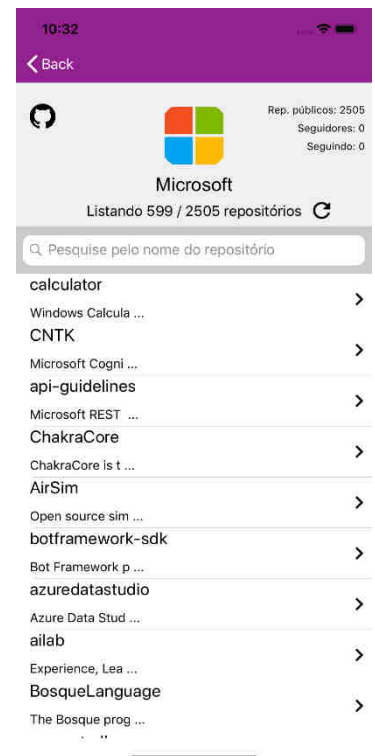 10:32
Back
Rep. públicos: 2505
Seguidores: 0
Seguindo: 0
Microsoft
Listando 599 / 2505 repositórios
Pesquise pelo nome do repositório
calculator
Windows Calcula ...
CNTK
Microsoft Cogni ...
api-guidelines
Microsoft REST ...
ChakraCore
ChakraCore is t ...
AirSim
Open source sim ...
botframework-sdk
Bot Framework p ...
azuredatastudio
Azure Data Stud ...
ailab
Experience, Lea ...
BosqueLanguage
The Bosque prog ...